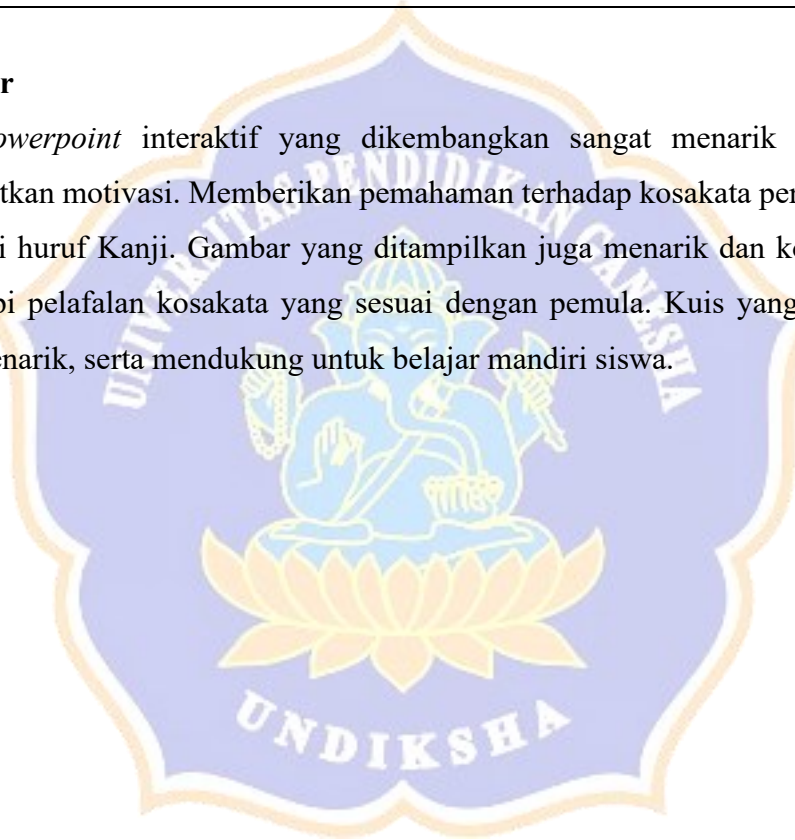 r
owerpoint interaktif yang dikembangkan sangat menarik
tkan motivasi. Memberikan pemahaman terhadap kosakata per
i huruf Kanji. Gambar yang ditampilkan juga menarik dan ko
pi pelafalan kosakata yang sesuai dengan pemula. Kuis yang
enarik, serta mendukung untuk belajar mandiri siswa.
UNIVERSITAS PENDIDIKAN GANESHA
UNDIKSHA